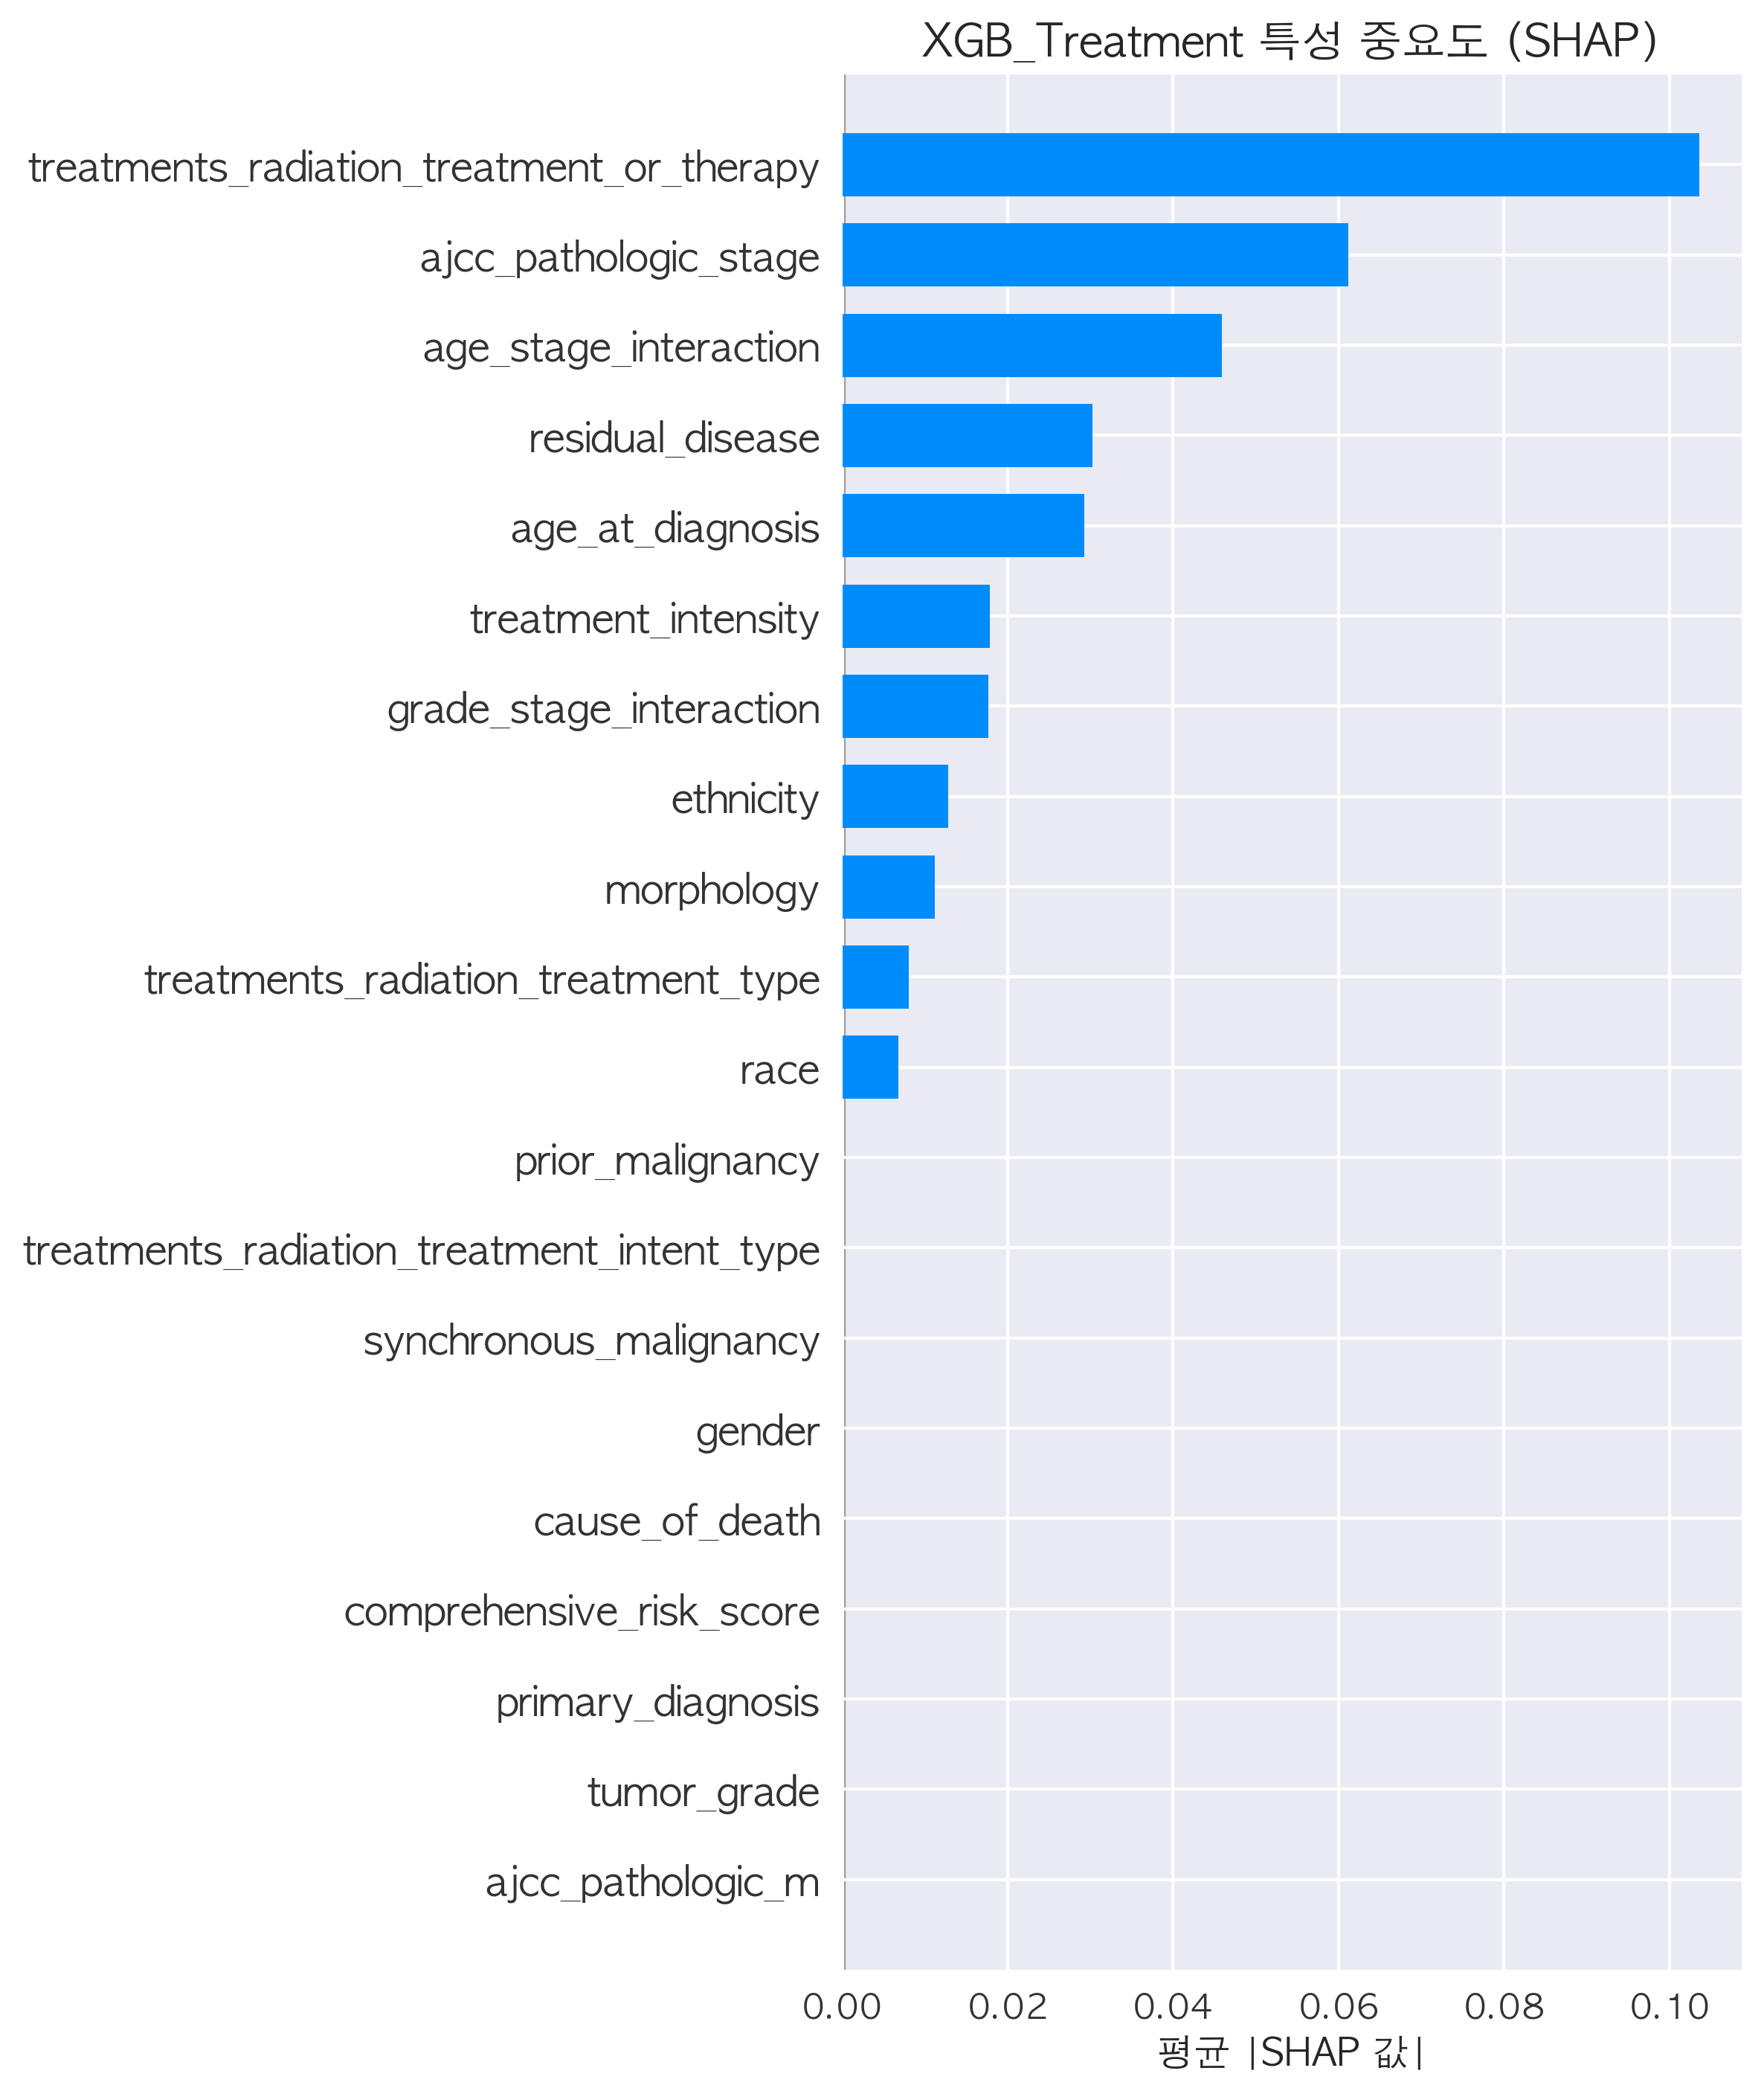 XGB_Treatment 특성 중요도 (SHAP)
treatments_radiation_treatment_or_therapy
ajcc_pathologic_stage
age_stage_interaction
residual_disease
age_at_diagnosis
treatment_intensity
grade_stage_interaction
ethnicity
morphology
treatments_radiation_treatment_type
race
prior_malignancy
treatments_radiation_treatment_intent_type
synchronous_malignancy
gender
cause_of_death
comprehensive_risk_score
primary_diagnosis
tumor_grade
ajcc_pathologic_m
0.00 0.02 0.04 0.06 0.08 0.10
평균 |SHAP 값|